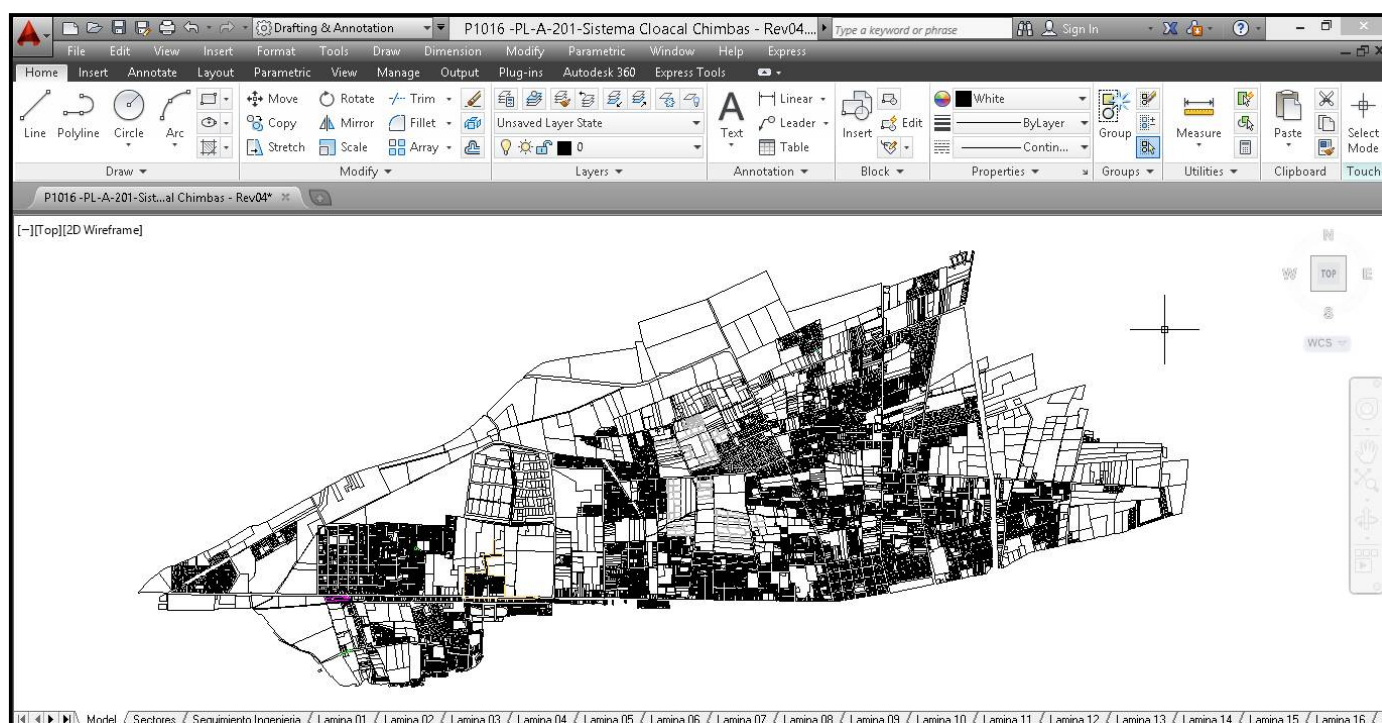 Drafting & Annotation
P1016 -PL-A-201-Sistema Cloacal Chimbas - Rev04....
Type a keyword or phrase
Sign In
File Edit View Insert Format Tools Draw Dimension Modify Parametric Window Help Express
Home Insert Annotate Layout Parametric View Manage Output Plug-ins Autodesk 360 Express Tools
Move Rotate Trim Linear White
Line Polyline Circle Arc Copy Mirror Fillet Unsaved Layer State Text Leader Insert Edit ByLayer Group Measure Paste Select Mode
Stretch Scale Array 0 Table Contin...
Draw Modify Layers Annotation Block Properties Groups Utilities Clipboard Touch
P1016 -PL-A-201-Sist...al Chimbas - Rev04*
[−][Top][2D Wireframe]
N
W TOP E
S
WCS
Model Sectores Seguimiento Ingenieria Lamina 01 Lamina 02 Lamina 03 Lamina 04 Lamina 05 Lamina 06 Lamina 07 Lamina 08 Lamina 09 Lamina 10 Lamina 11 Lamina 12 Lamina 13 Lamina 14 Lamina 15 Lamina 16